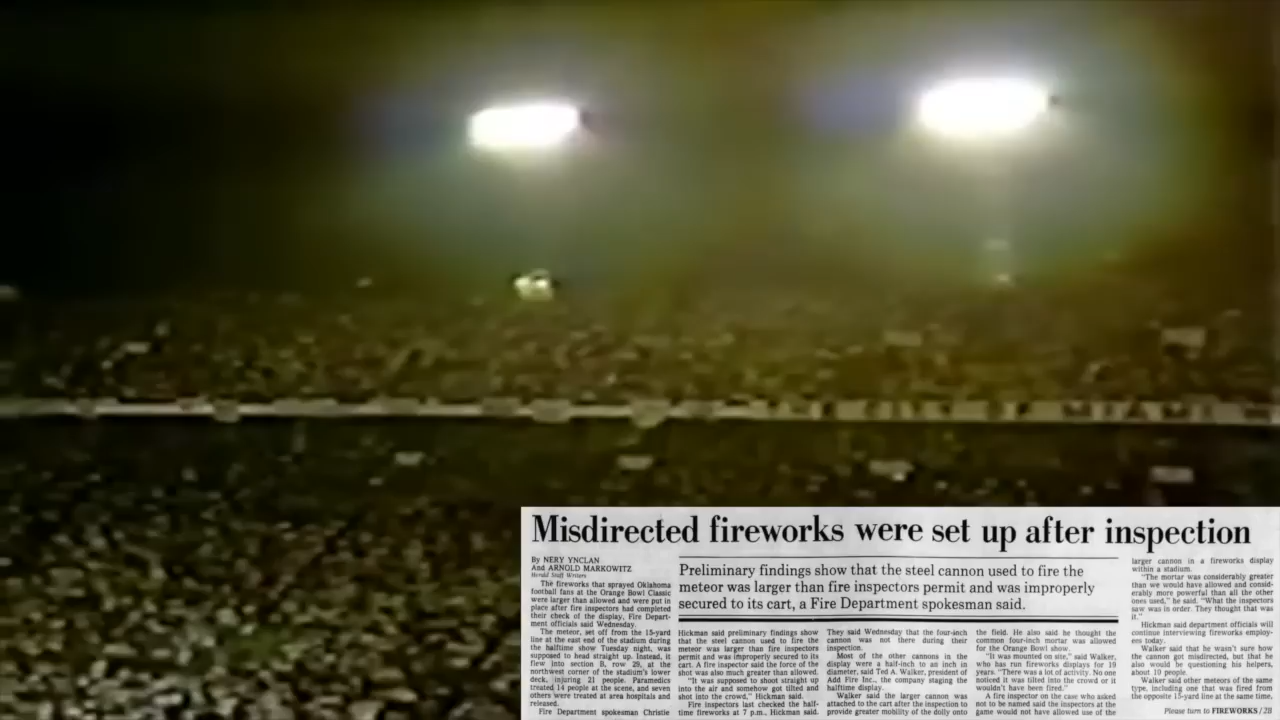 MIAMI
Misdirected fireworks were set up after inspection
By NERY YNCLAN
And ARNOLD MARKOWITZ
Herald Staff Writers
The fireworks that sprayed Oklahoma
football fans at the Orange Bowl Classic
were larger than allowed and were put in
place after fire inspectors had completed
their check of the display, Fire Depart-
ment officials said Wednesday.
The meteor, set off from the 15-yard
line at the east end of the stadium during
the halftime show Tuesday night, was
supposed to head straight up. Instead, it
flew into section B, row 29, at the
northwest corner of the stadium's lower
deck, injuring 21 people. Paramedics
treated 14 people at the scene, and seven
others were treated at area hospitals and
released.
Fire Department spokesman Christie
Preliminary findings show that the steel cannon used to fire the
meteor was larger than fire inspectors permit and was improperly
secured to its cart, a Fire Department spokesman said.
Hickman said preliminary findings show
that the steel cannon used to fire the
meteor was larger than fire inspectors
permit and was improperly secured to its
cart. A fire inspector said the force of the
shot was also much greater than allowed.
"It was supposed to shoot straight up
into the air and somehow got tilted and
shot into the crowd," Hickman said.
Fire inspectors last checked the half-
time fireworks at 7 p.m., Hickman said.
They said Wednesday that the four-inch
cannon was not there during their
inspection.
Most of the other cannons in the
display were a half-inch to an inch in
diameter, said Ted A. Walker, president of
Add Fire Inc., the company staging the
halftime display.
Walker said the larger cannon was
attached to the cart after the inspection to
provide greater mobility of the dolly onto
the field. He also said he thought the
common four-inch mortar was allowed
for the Orange Bowl show.
"It was mounted on site," said Walker,
who has run fireworks displays for 19
years. "There was a lot of activity. No one
noticed it was tilted into the crowd or it
wouldn't have been fired."
A fire inspector on the case who asked
not to be named said the inspectors at the
game would not have allowed use of the
larger cannon in a fireworks display
within a stadium.
"The mortar was considerably greater
than we would have allowed and consid-
erably more powerful than all the other
ones used," he said. "What the inspectors
saw was in order. They thought that was
it."
Hickman said department officials will
continue interviewing fireworks employ-
ees today.
Walker said that he wasn't sure how
the cannon got misdirected, but that he
also would be questioning his helpers,
about 10 people.
Walker said other meteors of the same
type, including one that was fired from
the opposite 15-yard line at the same time,
Please turn to FIREWORKS / 28